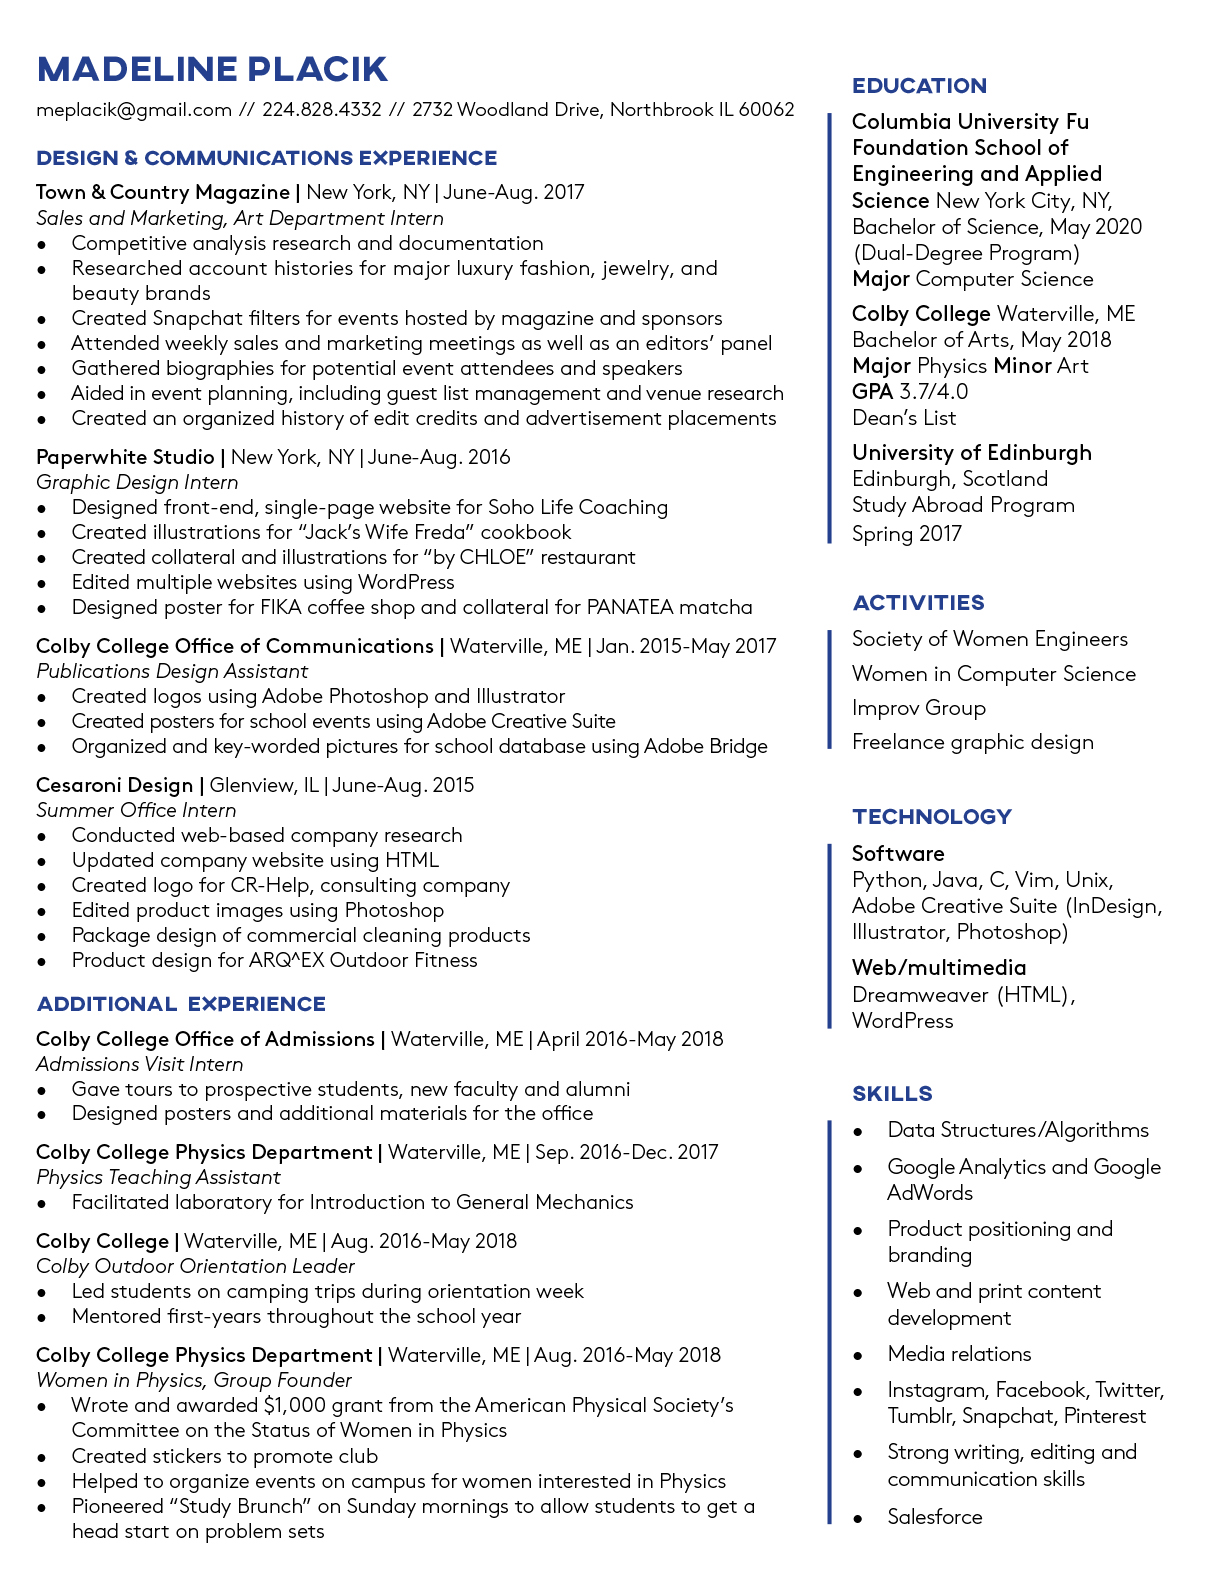 MADELINE PLACIK
meplacik@gmail.com // 224.828.4332 // 2732 Woodland Drive, Northbrook IL 60062
DESIGN & COMMUNICATIONS EXPERIENCE
Town & Country Magazine | New York, NY | June-Aug. 2017
Sales and Marketing, Art Department Intern
● Competitive analysis research and documentation
● Researched account histories for major luxury fashion, jewelry, and
beauty brands
● Created Snapchat filters for events hosted by magazine and sponsors
● Attended weekly sales and marketing meetings as well as an editors’ panel
● Gathered biographies for potential event attendees and speakers
● Aided in event planning, including guest list management and venue research
● Created an organized history of edit credits and advertisement placements
Paperwhite Studio | New York, NY | June-Aug. 2016
Graphic Design Intern
● Designed front-end, single-page website for Soho Life Coaching
● Created illustrations for “Jack’s Wife Freda” cookbook
● Created collateral and illustrations for “by CHLOE” restaurant
● Edited multiple websites using WordPress
● Designed poster for FIKA coffee shop and collateral for PANATEA matcha
Colby College Office of Communications | Waterville, ME | Jan. 2015-May 2017
Publications Design Assistant
● Created logos using Adobe Photoshop and Illustrator
● Created posters for school events using Adobe Creative Suite
● Organized and key-worded pictures for school database using Adobe Bridge
Cesaroni Design | Glenview, IL | June-Aug. 2015
Summer Office Intern
● Conducted web-based company research
● Updated company website using HTML
● Created logo for CR-Help, consulting company
● Edited product images using Photoshop
● Package design of commercial cleaning products
● Product design for ARQ^EX Outdoor Fitness
ADDITIONAL EXPERIENCE
Colby College Office of Admissions | Waterville, ME | April 2016-May 2018
Admissions Visit Intern
● Gave tours to prospective students, new faculty and alumni
● Designed posters and additional materials for the office
Colby College Physics Department | Waterville, ME | Sep. 2016-Dec. 2017
Physics Teaching Assistant
● Facilitated laboratory for Introduction to General Mechanics
Colby College | Waterville, ME | Aug. 2016-May 2018
Colby Outdoor Orientation Leader
● Led students on camping trips during orientation week
● Mentored first-years throughout the school year
Colby College Physics Department | Waterville, ME | Aug. 2016-May 2018
Women in Physics, Group Founder
● Wrote and awarded $1,000 grant from the American Physical Society’s
Committee on the Status of Women in Physics
● Created stickers to promote club
● Helped to organize events on campus for women interested in Physics
● Pioneered “Study Brunch” on Sunday mornings to allow students to get a
head start on problem sets
EDUCATION
Columbia University Fu
Foundation School of
Engineering and Applied
Science New York City, NY,
Bachelor of Science, May 2020
(Dual-Degree Program)
Major Computer Science
Colby College Waterville, ME
Bachelor of Arts, May 2018
Major Physics Minor Art
GPA 3.7/4.0
Dean’s List
University of Edinburgh
Edinburgh, Scotland
Study Abroad Program
Spring 2017
ACTIVITIES
Society of Women Engineers
Women in Computer Science
Improv Group
Freelance graphic design
TECHNOLOGY
Software
Python, Java, C, Vim, Unix,
Adobe Creative Suite (InDesign,
Illustrator, Photoshop)
Web/multimedia
Dreamweaver (HTML),
WordPress
SKILLS
● Data Structures/Algorithms
● Google Analytics and Google
AdWords
● Product positioning and
branding
● Web and print content
development
● Media relations
● Instagram, Facebook, Twitter,
Tumblr, Snapchat, Pinterest
● Strong writing, editing and
communication skills
● Salesforce